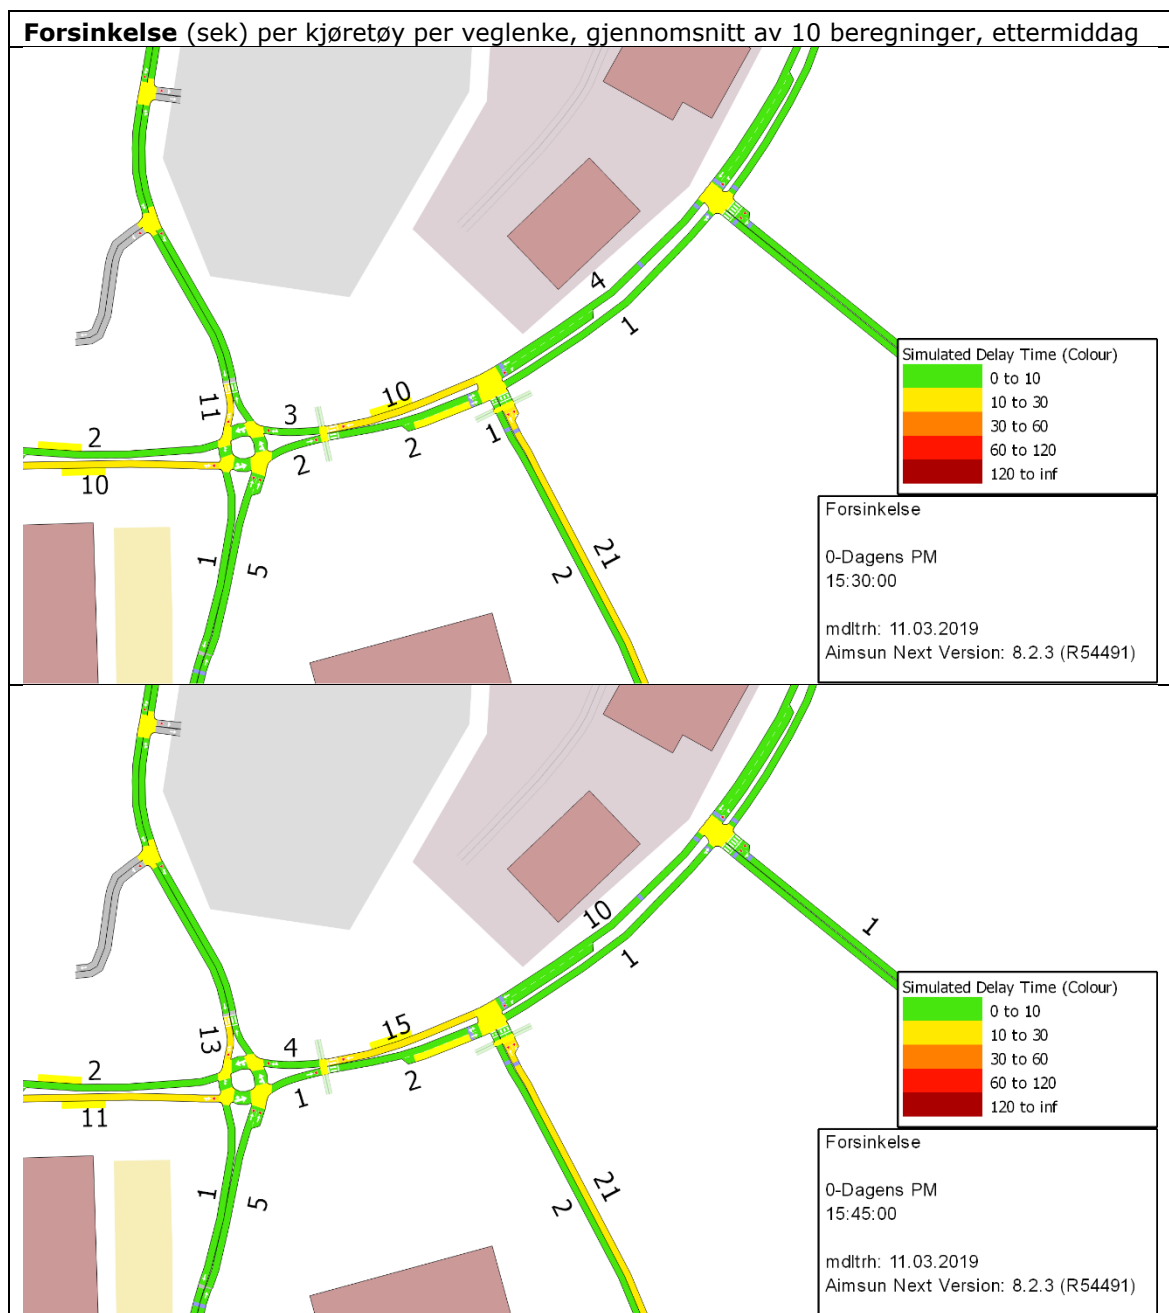 Forsinkelse (sek) per kjøretøy per veglenke, gjennomsnitt av 10 beregninger, ettermiddag
4
1
Simulated Delay Time (Colour)
0 to 10
10 to 30
30 to 60
60 to 120
120 to inf
11
3
10
2
2
2
1
10
1
5
21
2
Forsinkelse
0-Dagens PM
15:30:00
mdltrh: 11.03.2019
Aimsun Next Version: 8.2.3 (R54491)
10
1
1
Simulated Delay Time (Colour)
0 to 10
10 to 30
30 to 60
60 to 120
120 to inf
13
4
15
2
1
2
11
1
5
21
2
Forsinkelse
0-Dagens PM
15:45:00
mdltrh: 11.03.2019
Aimsun Next Version: 8.2.3 (R54491)